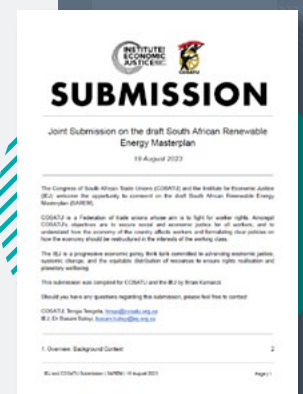 INSTITUTE
ECONOMIC
JUSTICE
COSATU
SUBMISSION
Joint Submission on the draft South African Renewable
Energy Masterplan
18 August 2023
The Congress of South African Trade Unions (COSATU) and the Institute for Economic Justice
(IEJ) welcome the opportunity to comment on the draft South African Renewable Energy
Masterplan (SAREM).
COSATU is a Federation of trade unions whose aim is to fight for worker rights. Amongst
COSATU's objectives are to secure social and economic justice for all workers; and to
understand how the economy of the country affects workers and formulating clear policies on
how the economy should be restructured in the interests of the working class.
The IEJ is a progressive economic policy think tank committed to advancing economic justice,
systemic change, and the equitable distribution of resources to ensure rights realisation and
planetary wellbeing.
This submission was compiled for COSATU and the IEJ by Brian Kamanzi.
Should you have any questions regarding this submission, please feel free to contact:
COSATU: Tengo Tengela,
IEJ: Dr Basani Baloyi,
1. Overview: Background Context 2
IEJ and COSATU Submission | SAREM | 18 August 2023 Page | 1